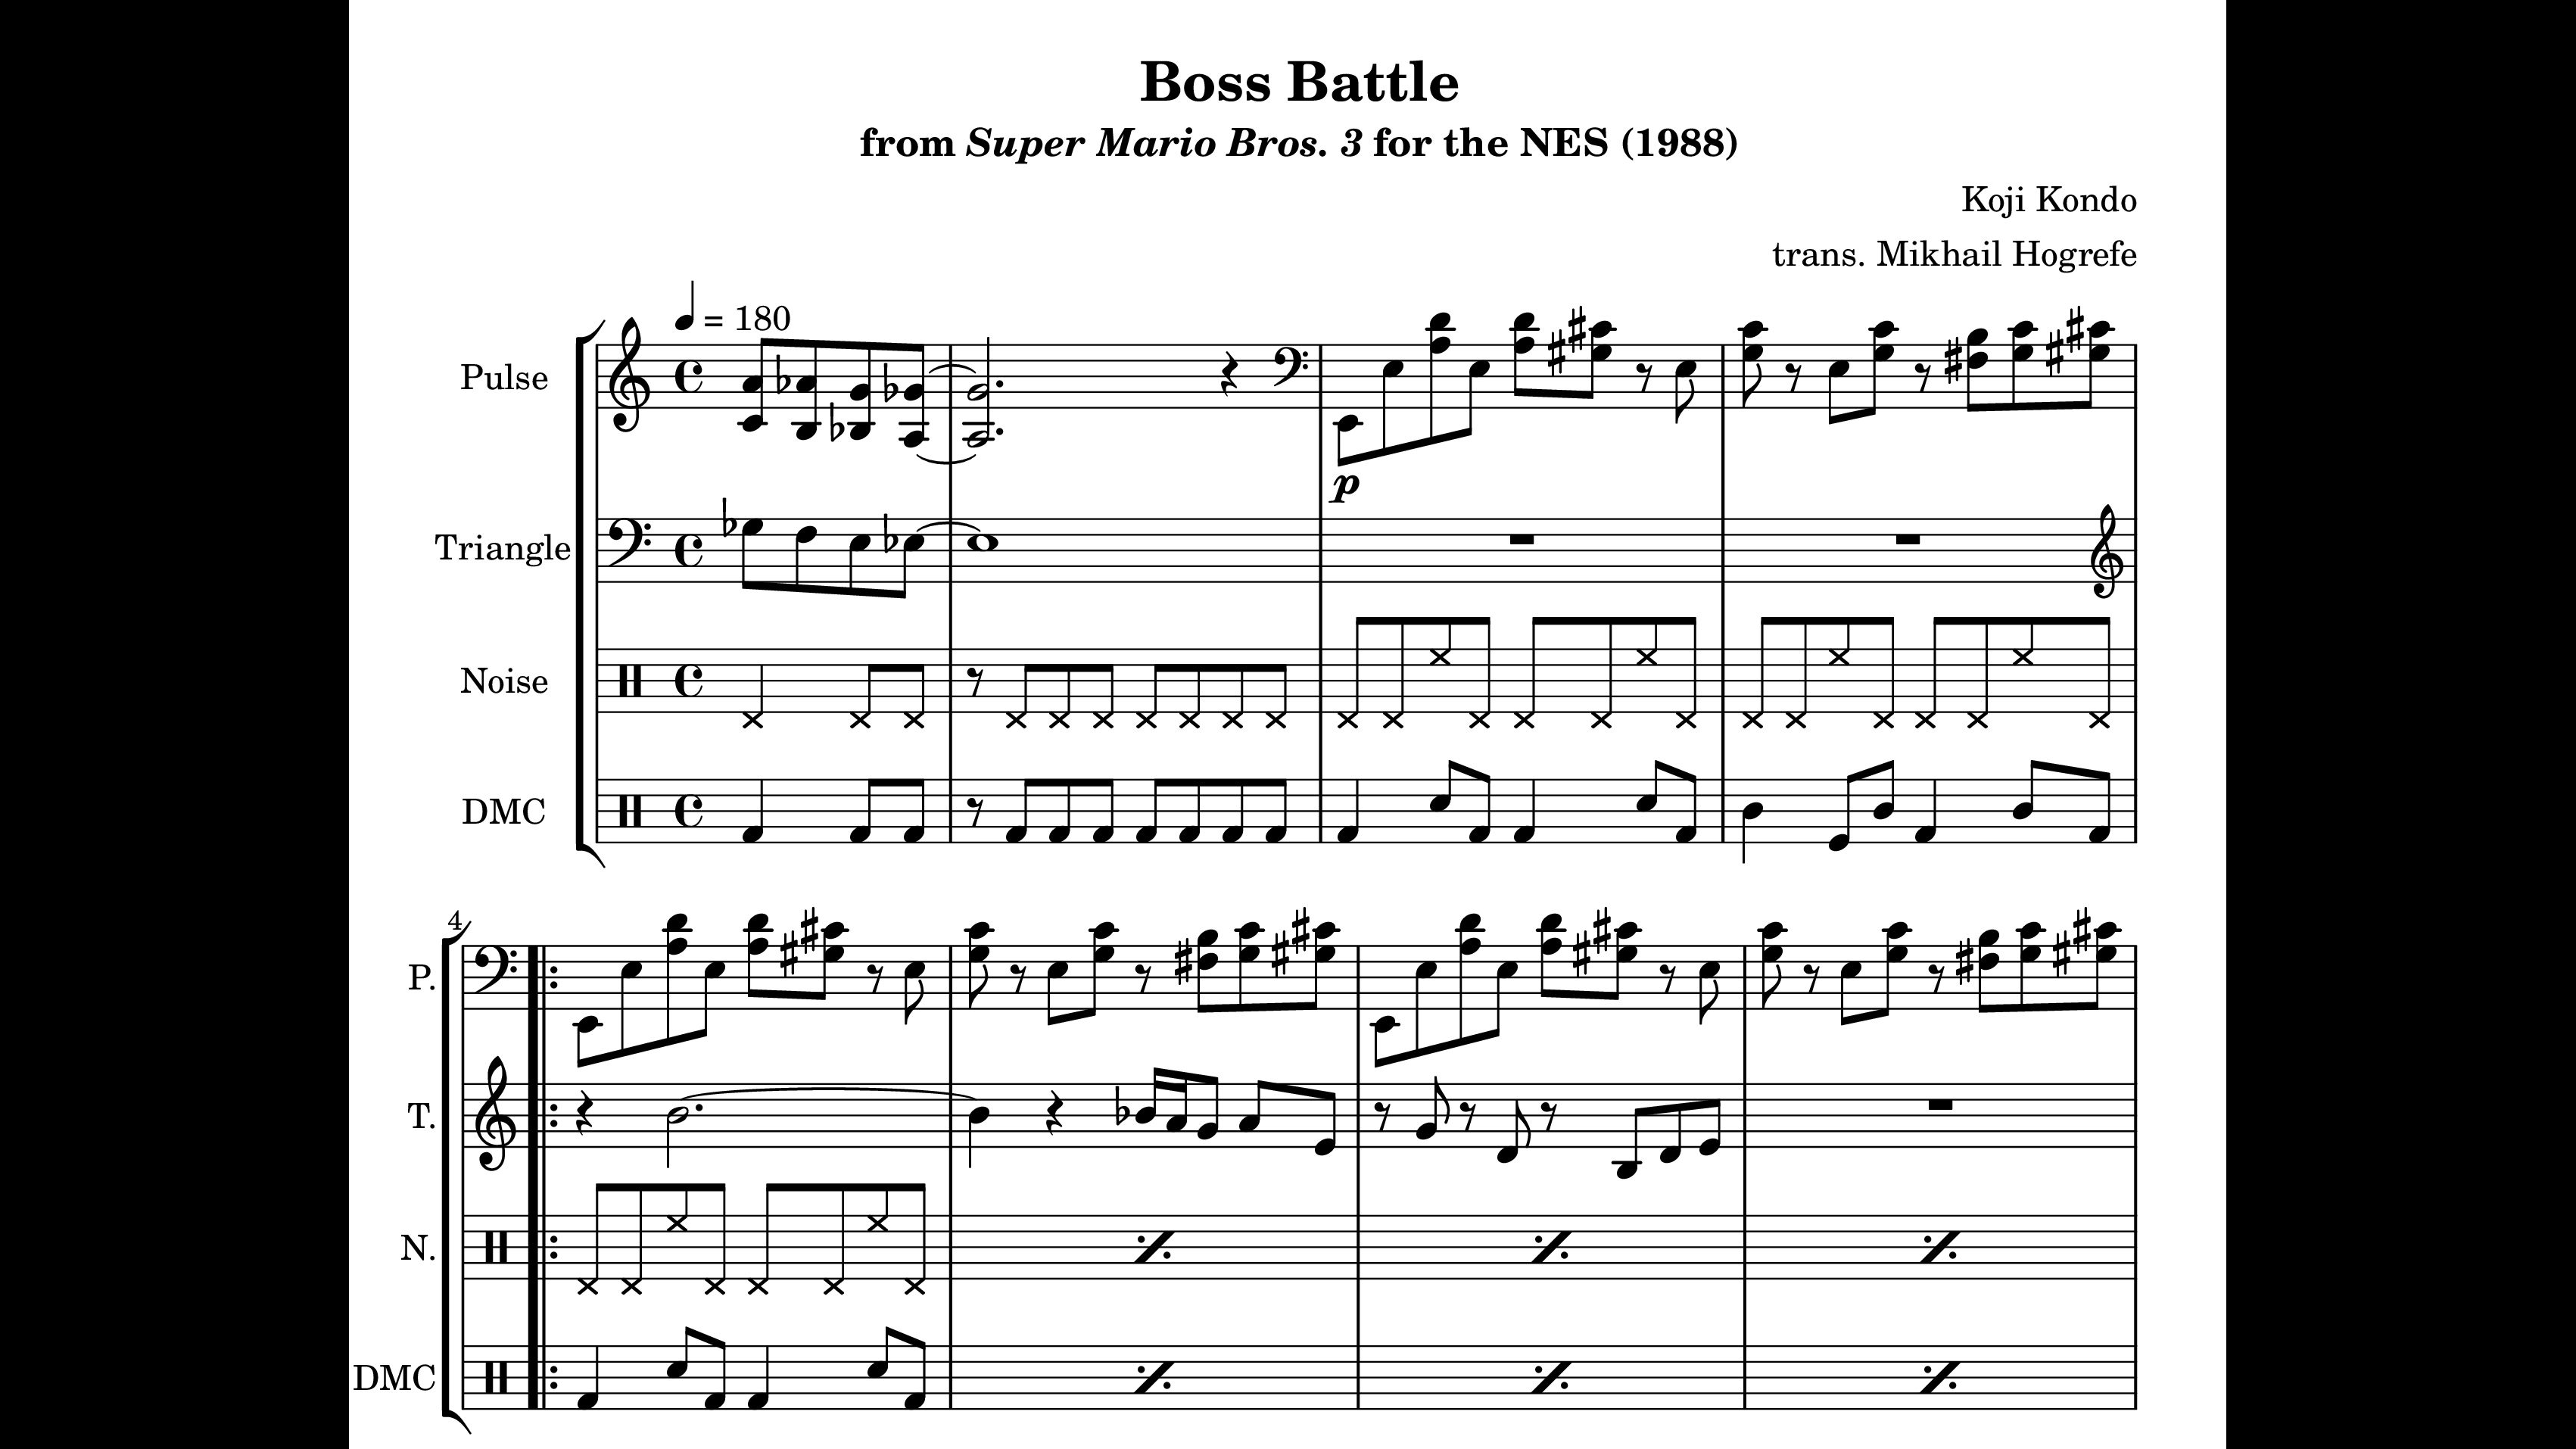 Boss Battle
from Super Mario Bros. 3 for the NES (1988)
Koji Kondo
trans. Mikhail Hogrefe
= 180
Pulse
p
Triangle
Noise
DMC
4
P.
T.
N.
DMC